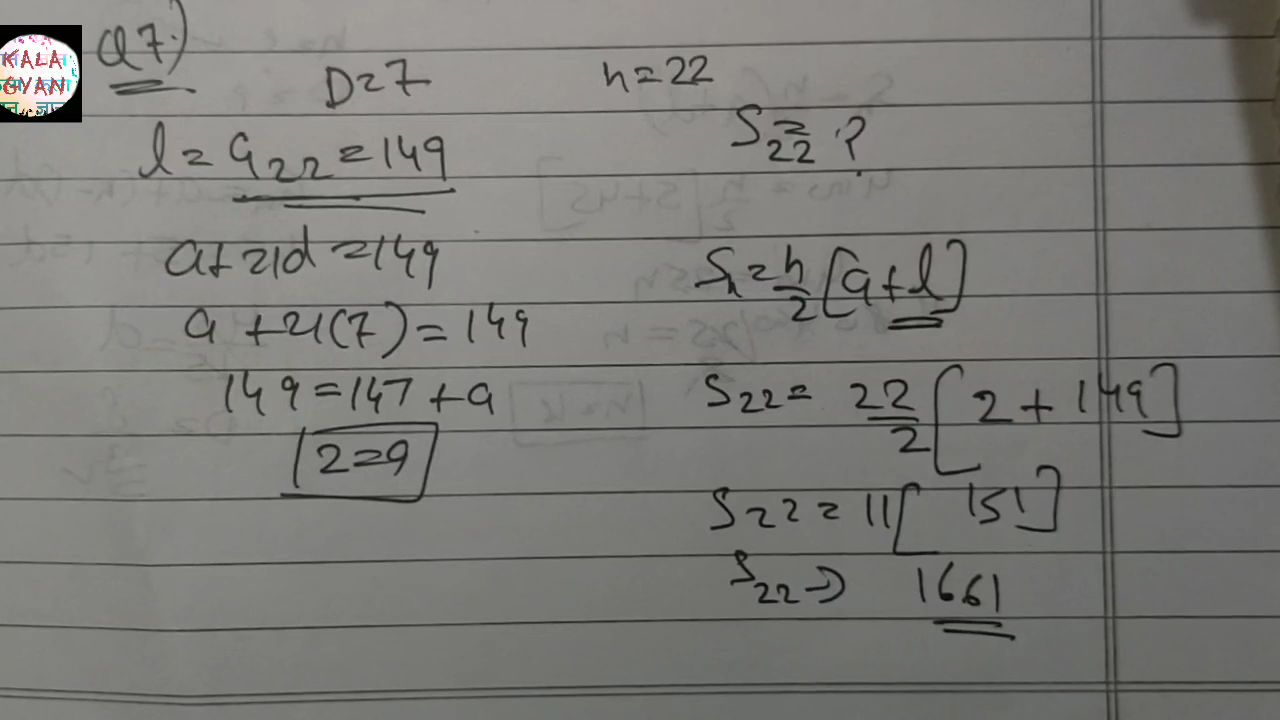 KALA
GYAN
Q7.)
D=7
n=22
l = a22 = 149
S22 = ?
a+21d=149
Sn = n/2 [a+l]
a + 21(7) = 149
149 = 147 + a
S22 = 22/2 [2 + 149]
2=a
S22 = 11[ 151]
S22 → 1661